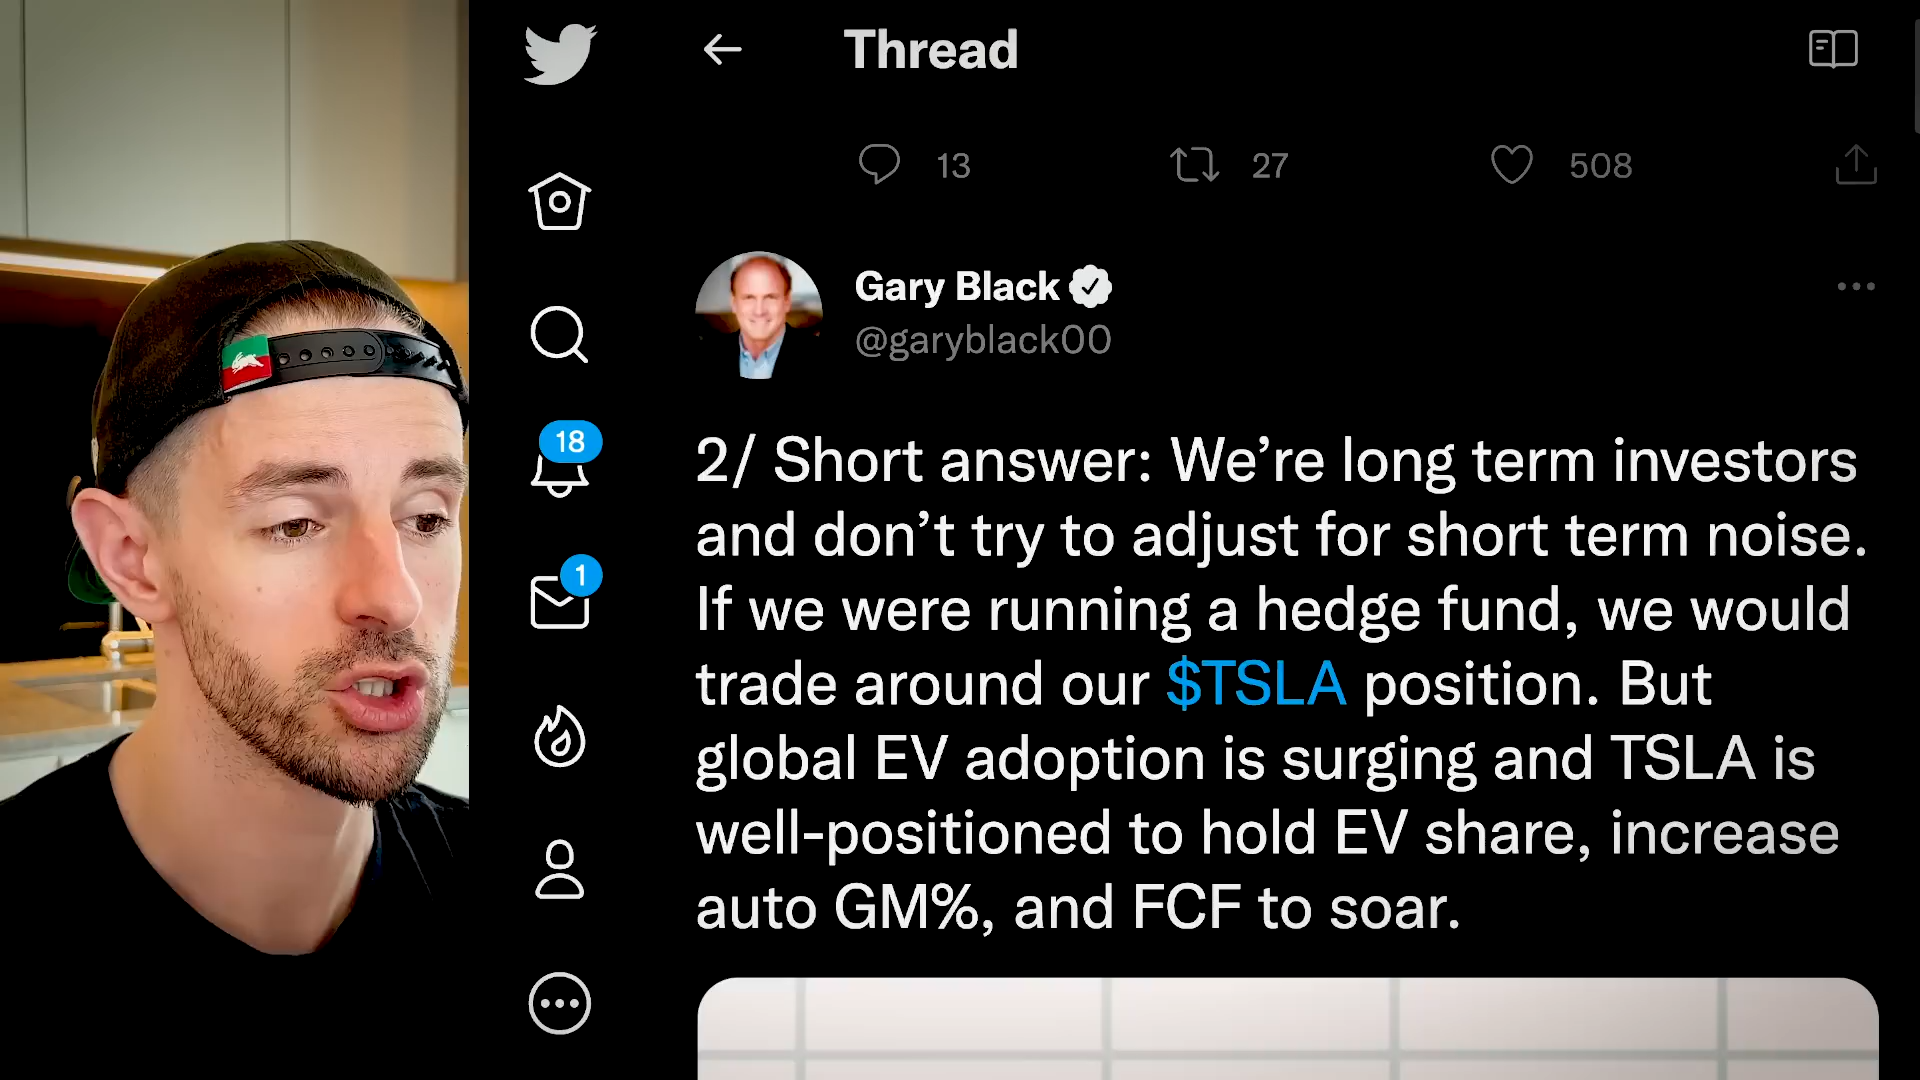 Thread
13
27
508
Gary Black
@garyblack00
18
1
2/ Short answer: We’re long term investors
and don’t try to adjust for short term noise.
If we were running a hedge fund, we would
trade around our $TSLA position. But
global EV adoption is surging and TSLA is
well-positioned to hold EV share, increase
auto GM%, and FCF to soar.